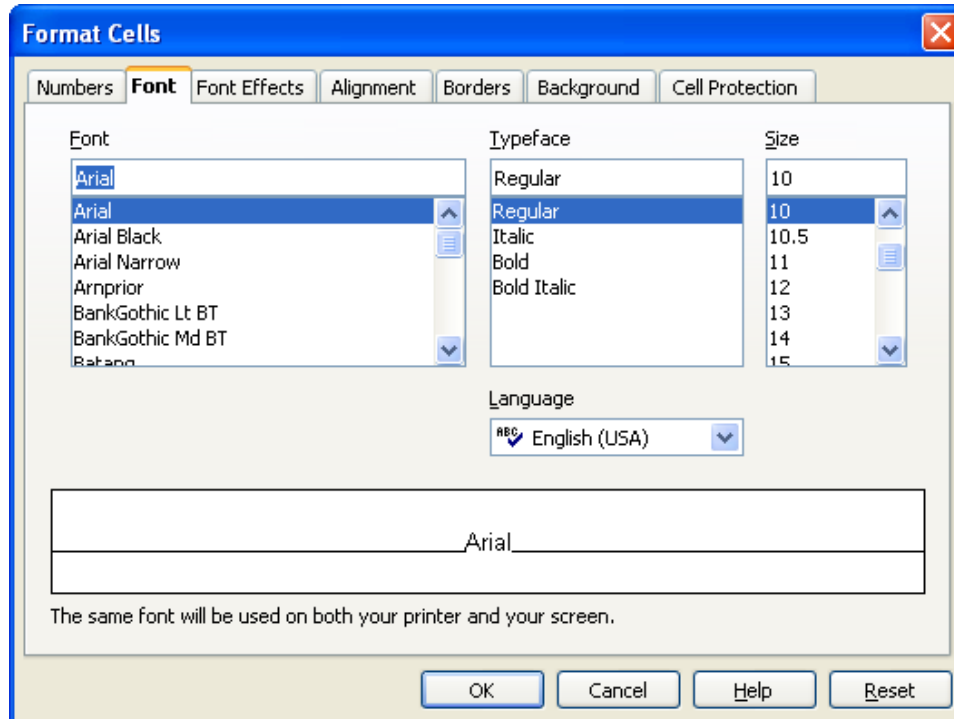 Format Cells
Numbers Font Font Effects Alignment Borders Background Cell Protection
Font Typeface Size
Arial Regular 10
Arial Regular 10
Arial Black Italic 10.5
Arial Narrow Bold 11
Arnprior Bold Italic 12
BankGothic Lt BT 13
BankGothic Md BT 14
Batang 15
Language
ABC English (USA)
Arial
The same font will be used on both your printer and your screen.
OK Cancel Help Reset